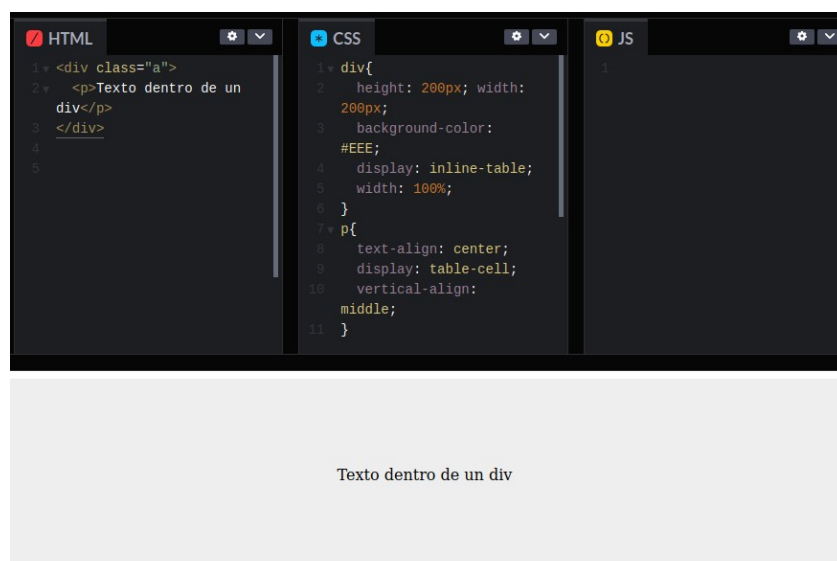 HTML
1 <div class="a">
2 <p>Texto dentro de un
div</p>
3 </div>
4
5
CSS
1 div{
2 height: 200px; width:
200px;
3 background-color:
#EEE;
4 display: inline-table;
5 width: 100%;
6 }
7 p{
8 text-align: center;
9 display: table-cell;
10 vertical-align:
middle;
11 }
JS
1
Texto dentro de un div